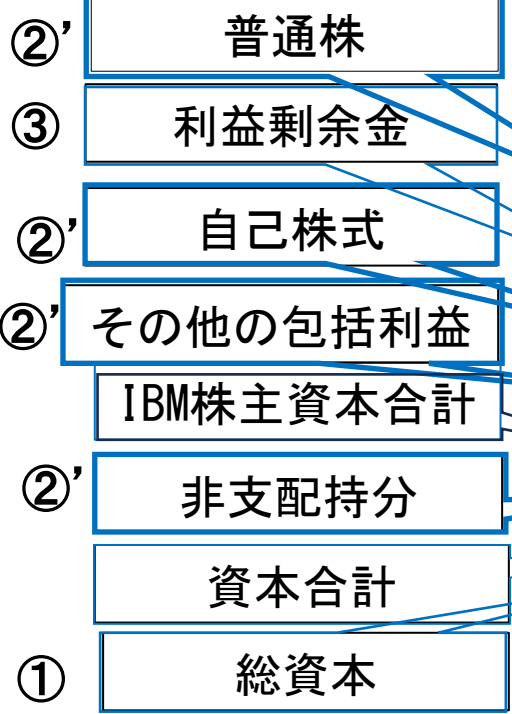 ②’ 普通株
③ 利益剰余金
②’ 自己株式
②’ その他の包括利益
IBM株主資本合計
②’ 非支配持分
資本合計
① 総資本